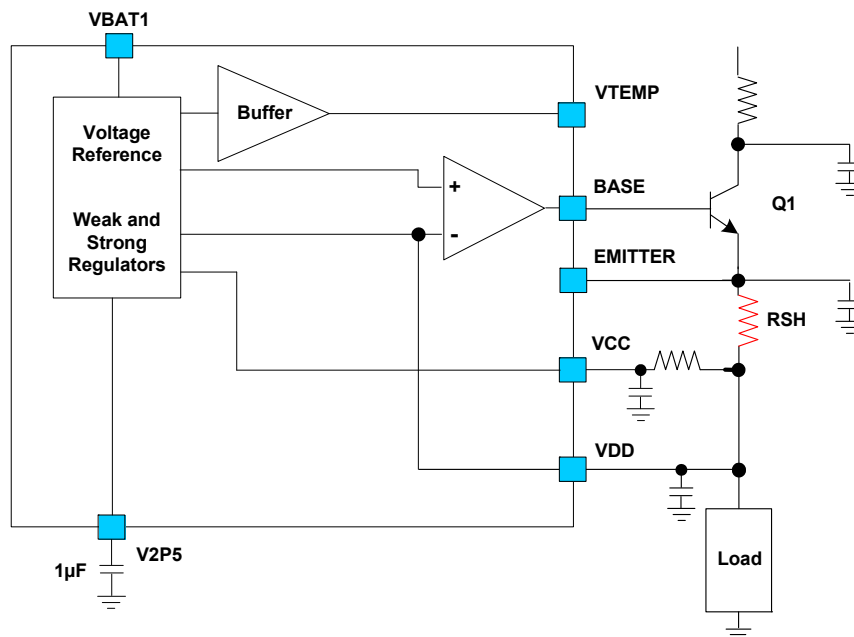 VBAT1
VTEMP
Buffer
Voltage
Reference
+
BASE
Q1
Weak and
Strong
Regulators
-
EMITTER
RSH
VCC
VDD
V2P5
1µF
Load